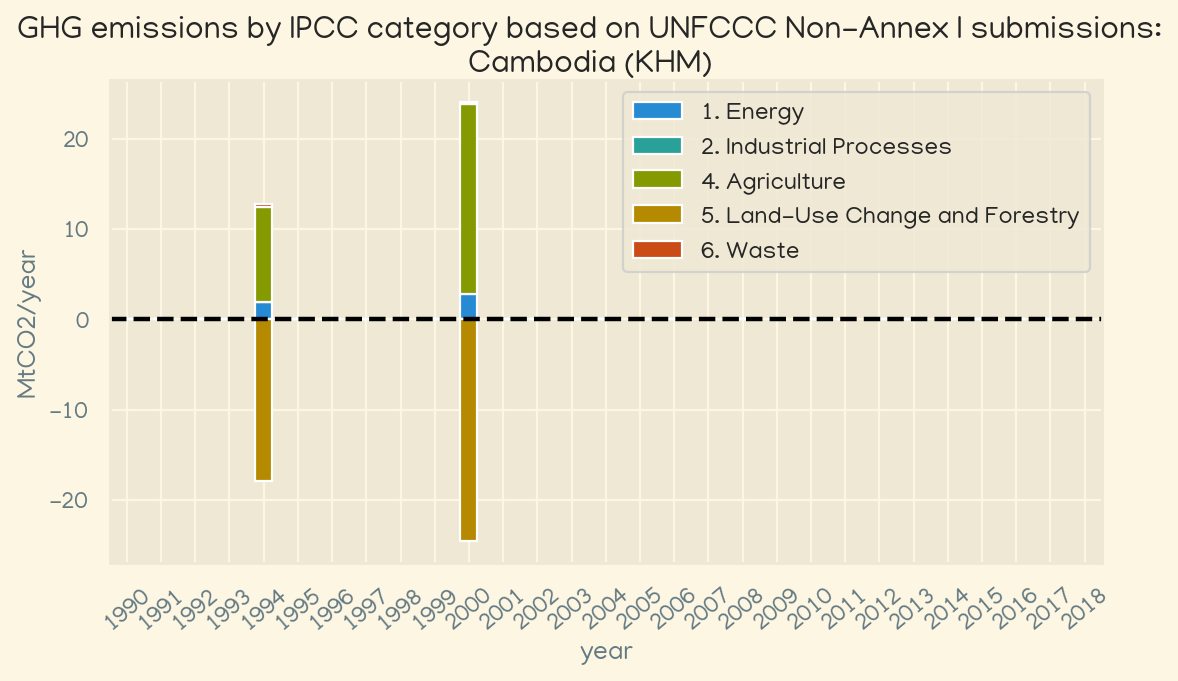 GHG emissions by IPCC category based on UNFCCC Non-Annex I submissions:
Cambodia (KHM)
1. Energy
2. Industrial Processes
4. Agriculture
5. Land-Use Change and Forestry
6. Waste
MtCO2/year
20
10
0
-10
-20
1990 1991 1992 1993 1994 1995 1996 1997 1998 1999 2000 2001 2002 2003 2004 2005 2006 2007 2008 2009 2010 2011 2012 2013 2014 2015 2016 2017 2018
year